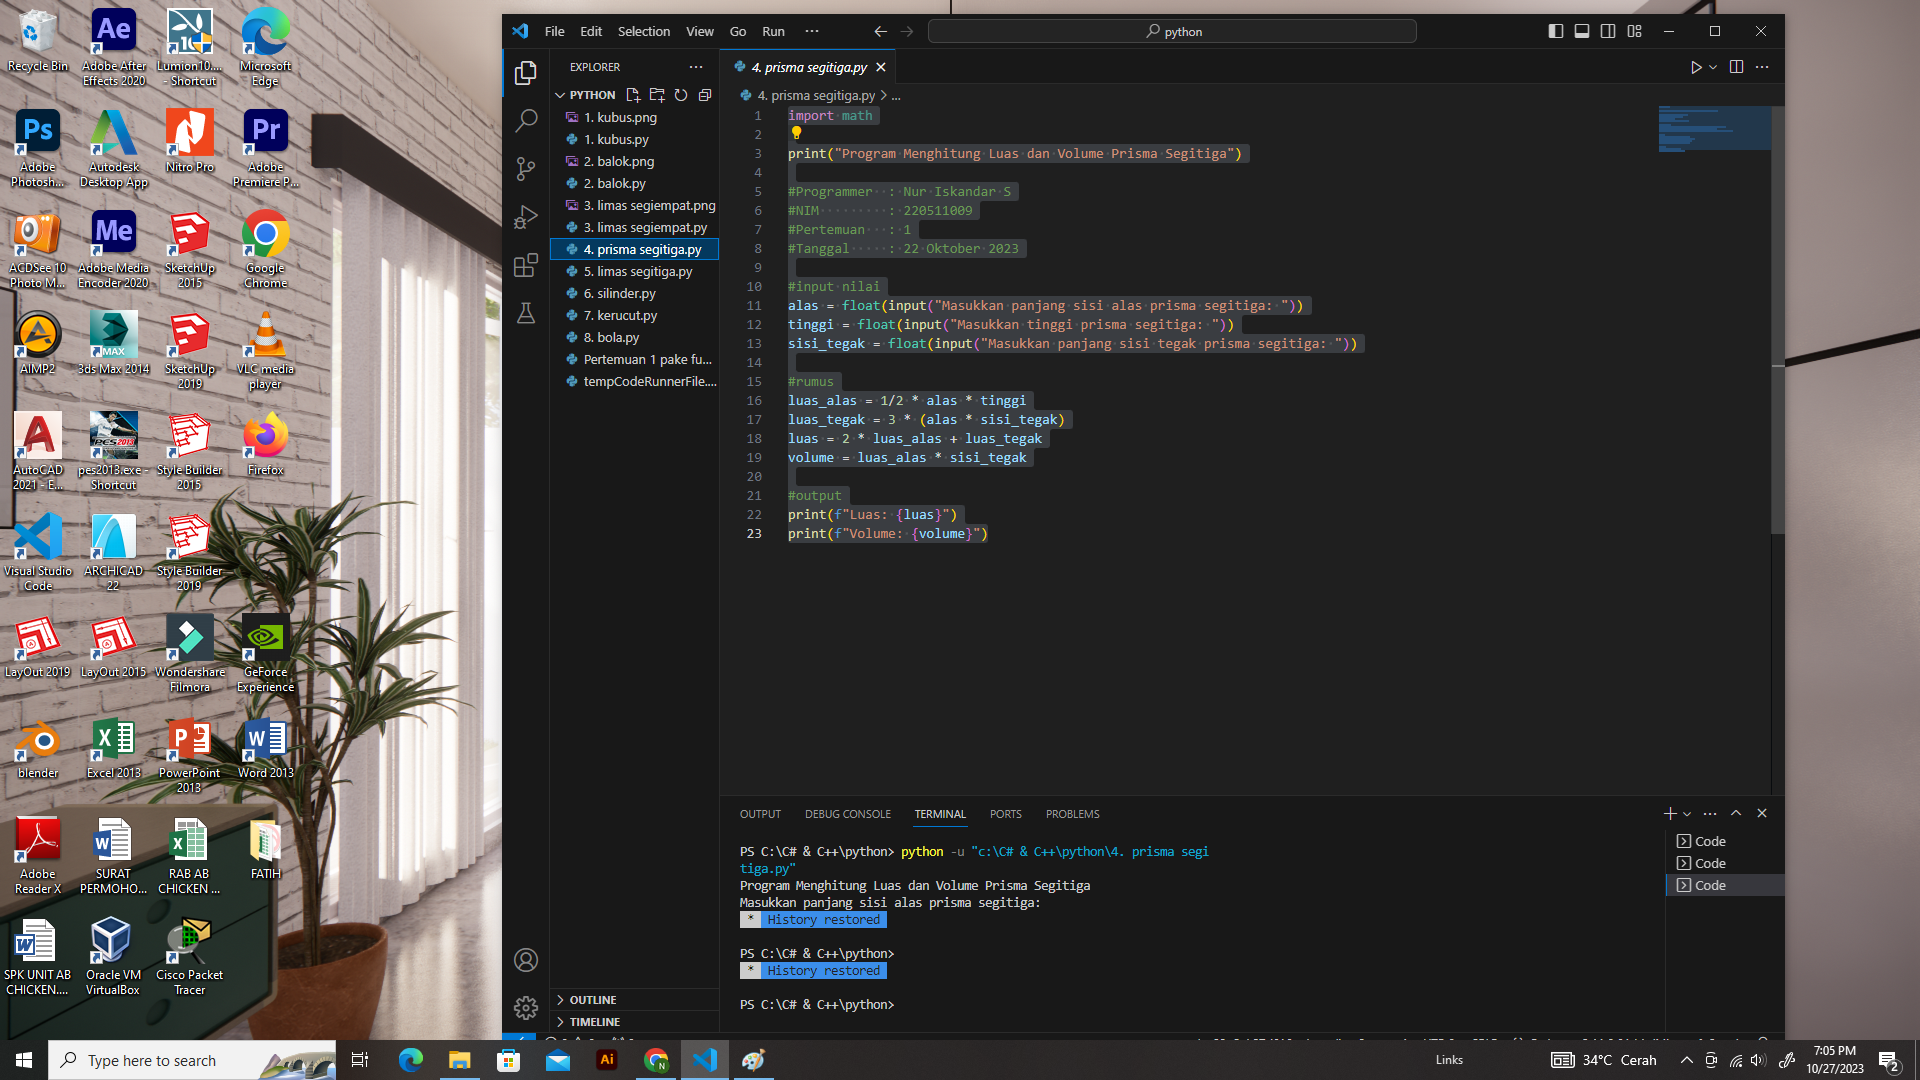 Recycle Bin
Adobe After Effects 2020
Lumion10.... - Shortcut
Microsoft Edge
Adobe Photosh...
Autodesk Desktop App
Nitro Pro
Adobe Premiere P...
ACDSee 10 Photo M...
Adobe Media Encoder 2020
SketchUp 2015
Google Chrome
AIMP2
3ds Max 2014
SketchUp 2019
VLC media player
AutoCAD 2021 - E...
pes2013.exe - Shortcut
Style Builder 2015
Firefox
Visual Studio Code
ARCHICAD 22
Style Builder 2019
LayOut 2019
LayOut 2015
Wondershare Filmora
GeForce Experience
blender
Excel 2013
PowerPoint 2013
Word 2013
Adobe Reader X
SURAT PERMOHO...
RAB AB CHICKEN ...
FATIH
SPK UNIT AB CHICKEN....
Oracle VM VirtualBox
Cisco Packet Tracer
File Edit Selection View Go Run ...
python
EXPLORER
PYTHON
1. kubus.png
1. kubus.py
2. balok.png
2. balok.py
3. limas segiempat.png
3. limas segiempat.py
4. prisma segitiga.py
5. limas segitiga.py
6. silinder.py
7. kerucut.py
8. bola.py
Pertemuan 1 pake fu...
tempCodeRunnerFile....
OUTLINE
TIMELINE
4. prisma segitiga.py
4. prisma segitiga.py > ...
1 import math
2
3 print("Program Menghitung Luas dan Volume Prisma Segitiga")
4
5 #Programmer  : Nur Iskandar S
6 #NIM         : 220511009
7 #Pertemuan   : 1
8 #Tanggal     : 22 Oktober 2023
9
10 #input nilai
11 alas = float(input("Masukkan panjang sisi alas prisma segitiga: "))
12 tinggi = float(input("Masukkan tinggi prisma segitiga: "))
13 sisi_tegak = float(input("Masukkan panjang sisi tegak prisma segitiga: "))
14
15 #rumus
16 luas_alas = 1/2 * alas * tinggi
17 luas_tegak = 3 * (alas * sisi_tegak)
18 luas = 2 * luas_alas + luas_tegak
19 volume = luas_alas * sisi_tegak
20
21 #output
22 print(f"Luas: {luas}")
23 print(f"Volume: {volume}")
OUTPUT DEBUG CONSOLE TERMINAL PORTS PROBLEMS
PS C:\C# & C++\python> python -u "c:\C# & C++\python\4. prisma segi
tiga.py"
Program Menghitung Luas dan Volume Prisma Segitiga
Masukkan panjang sisi alas prisma segitiga:
* History restored
PS C:\C# & C++\python>
* History restored
PS C:\C# & C++\python>
Code
Code
Code
Type here to search
Links
34°C Cerah
7:05 PM
10/27/2023
2